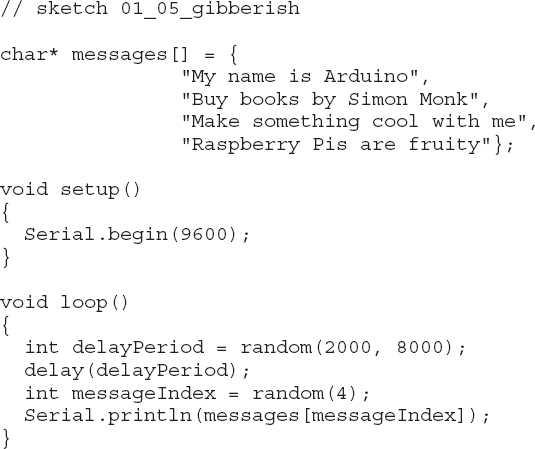 // sketch 01_05_gibberish
char* messages[] = {
"My name is Arduino",
"Buy books by Simon Monk",
"Make something cool with me",
"Raspberry Pis are fruity"};
void setup()
{
Serial.begin(9600);
}
void loop()
{
int delayPeriod = random(2000, 8000);
delay(delayPeriod);
int messageIndex = random(4);
Serial.println(messages[messageIndex]);
}